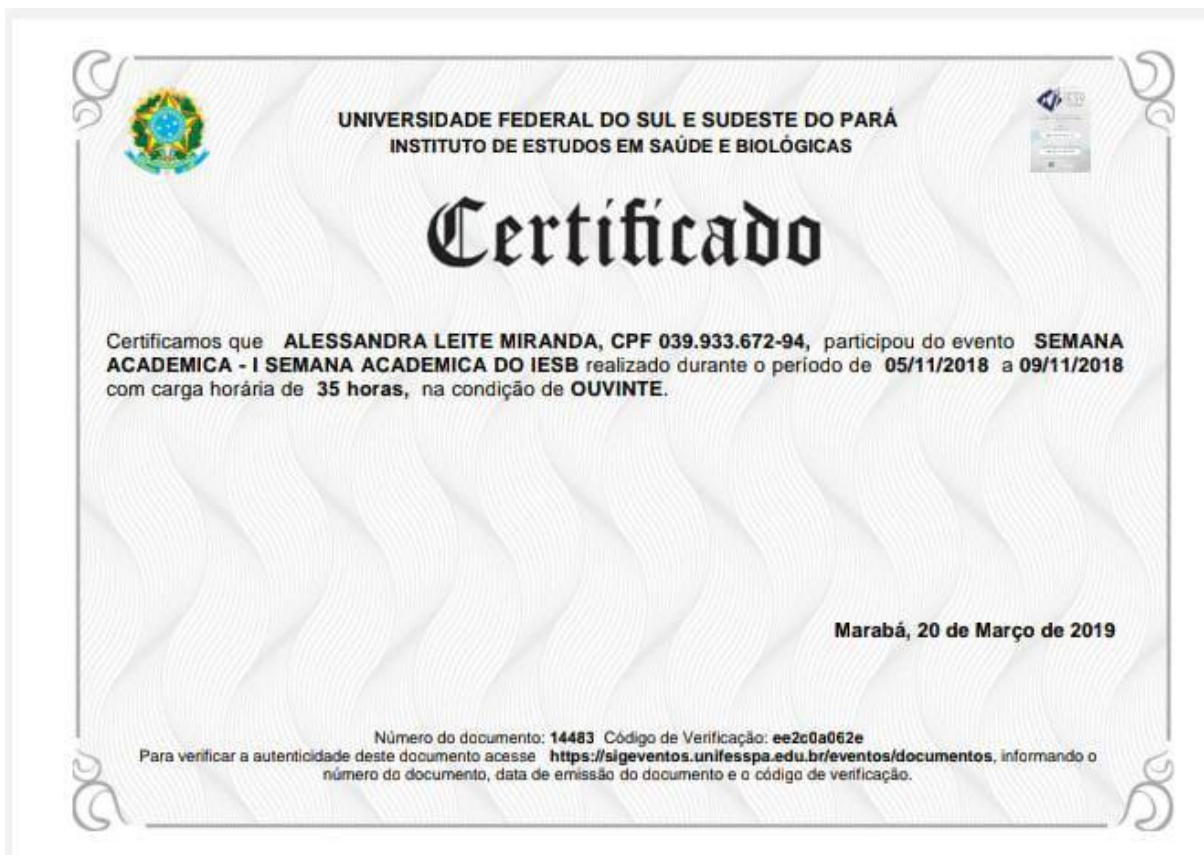 UNIVERSIDADE FEDERAL DO SUL E SUDESTE DO PARÁ
INSTITUTO DE ESTUDOS EM SAÚDE E BIOLÓGICAS
Certificado
Certificamos que ALESSANDRA LEITE MIRANDA, CPF 039.933.672-94, participou do evento SEMANA
ACADEMICA - I SEMANA ACADEMICA DO IESB realizado durante o período de 05/11/2018 a 09/11/2018
com carga horária de 35 horas, na condição de OUVINTE.
Marabá, 20 de Março de 2019
Número do documento: 14483 Código de Verificação: ee2c0a062e
Para verificar a autenticidade deste documento acesse https://sigeventos.unifesspa.edu.br/eventos/documentos, informando o
número do documento, data de emissão do documento e o código de verificação.